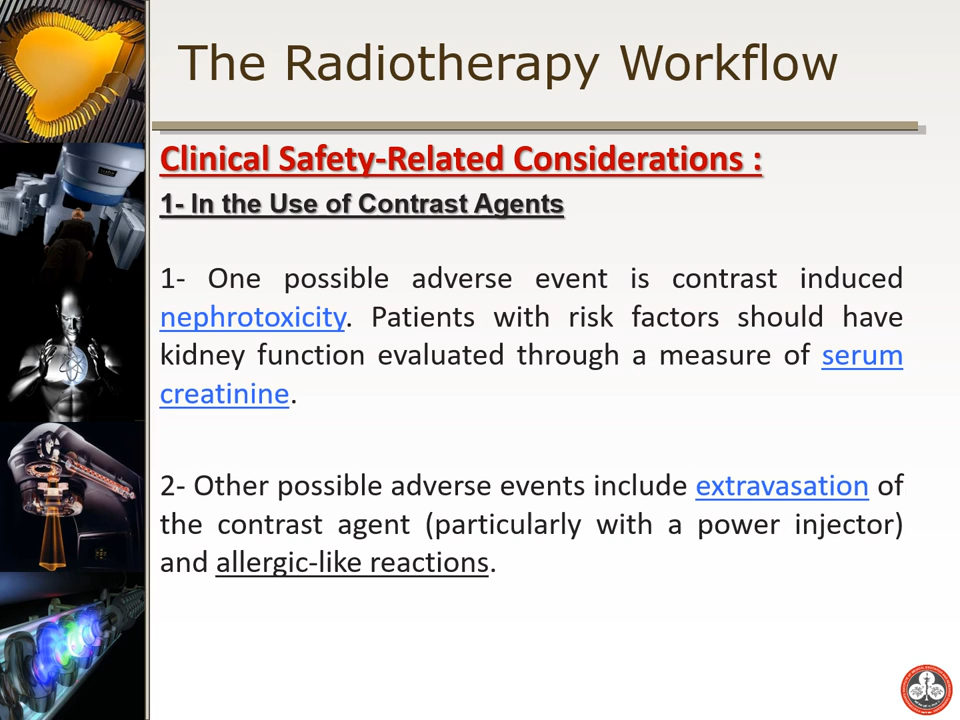 The Radiotherapy Workflow
Clinical Safety-Related Considerations :
1- In the Use of Contrast Agents
1- One possible adverse event is contrast induced
nephrotoxicity. Patients with risk factors should have
kidney function evaluated through a measure of serum
creatinine.
2- Other possible adverse events include extravasation of
the contrast agent (particularly with a power injector)
and allergic-like reactions.